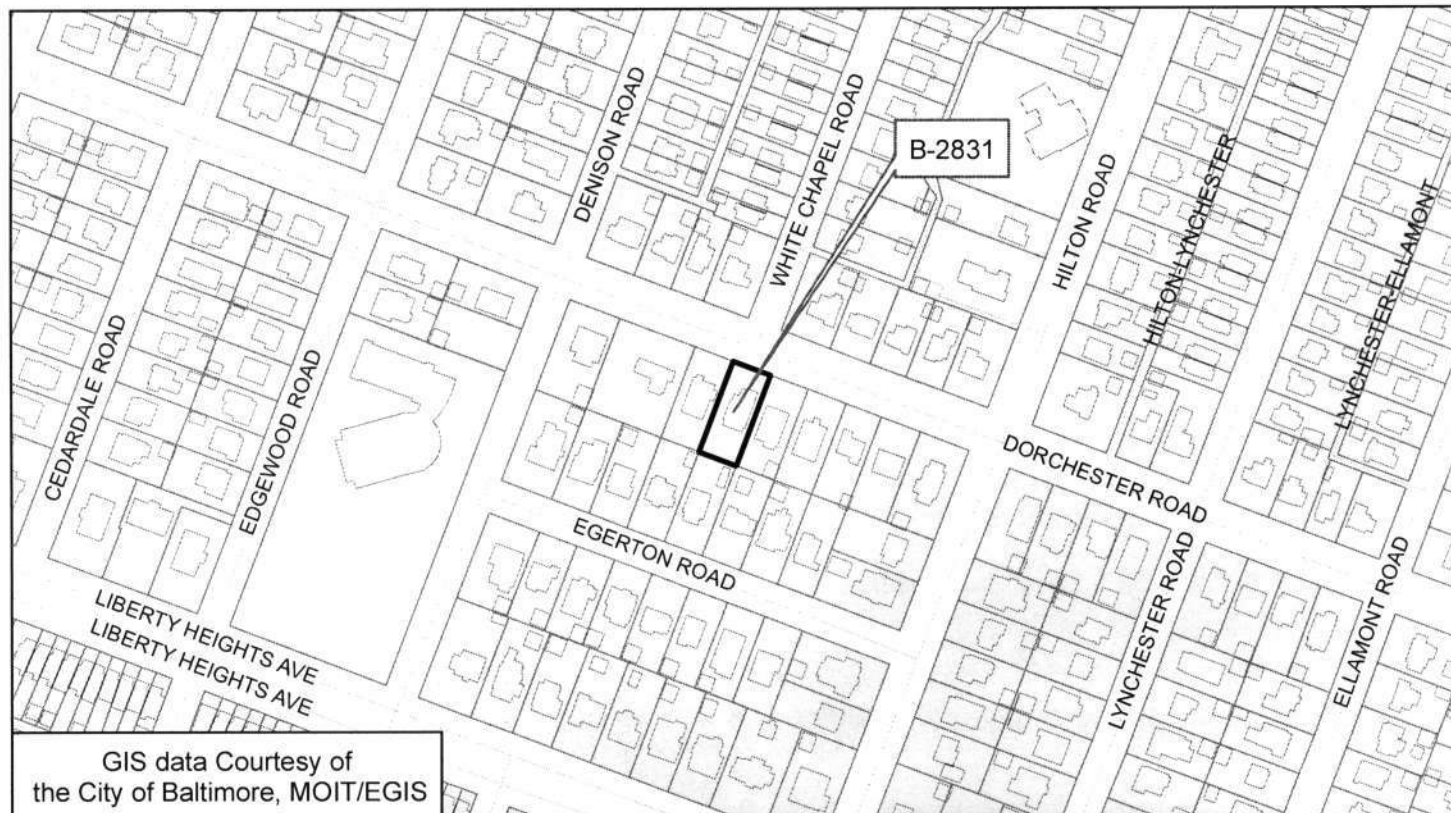 DENISON ROAD
WHITE CHAPEL ROAD
B-2831
HILTON ROAD
HILTON-LYNCHESTER
LYNCHESTER-ELLAMONT
CEDARDALE ROAD
EDGEWOOD ROAD
DORCHESTER ROAD
EGERTON ROAD
LYNCHESTER ROAD
ELLAMONT ROAD
LIBERTY HEIGHTS AVE
LIBERTY HEIGHTS AVE
GIS data Courtesy of
the City of Baltimore, MOIT/EGIS